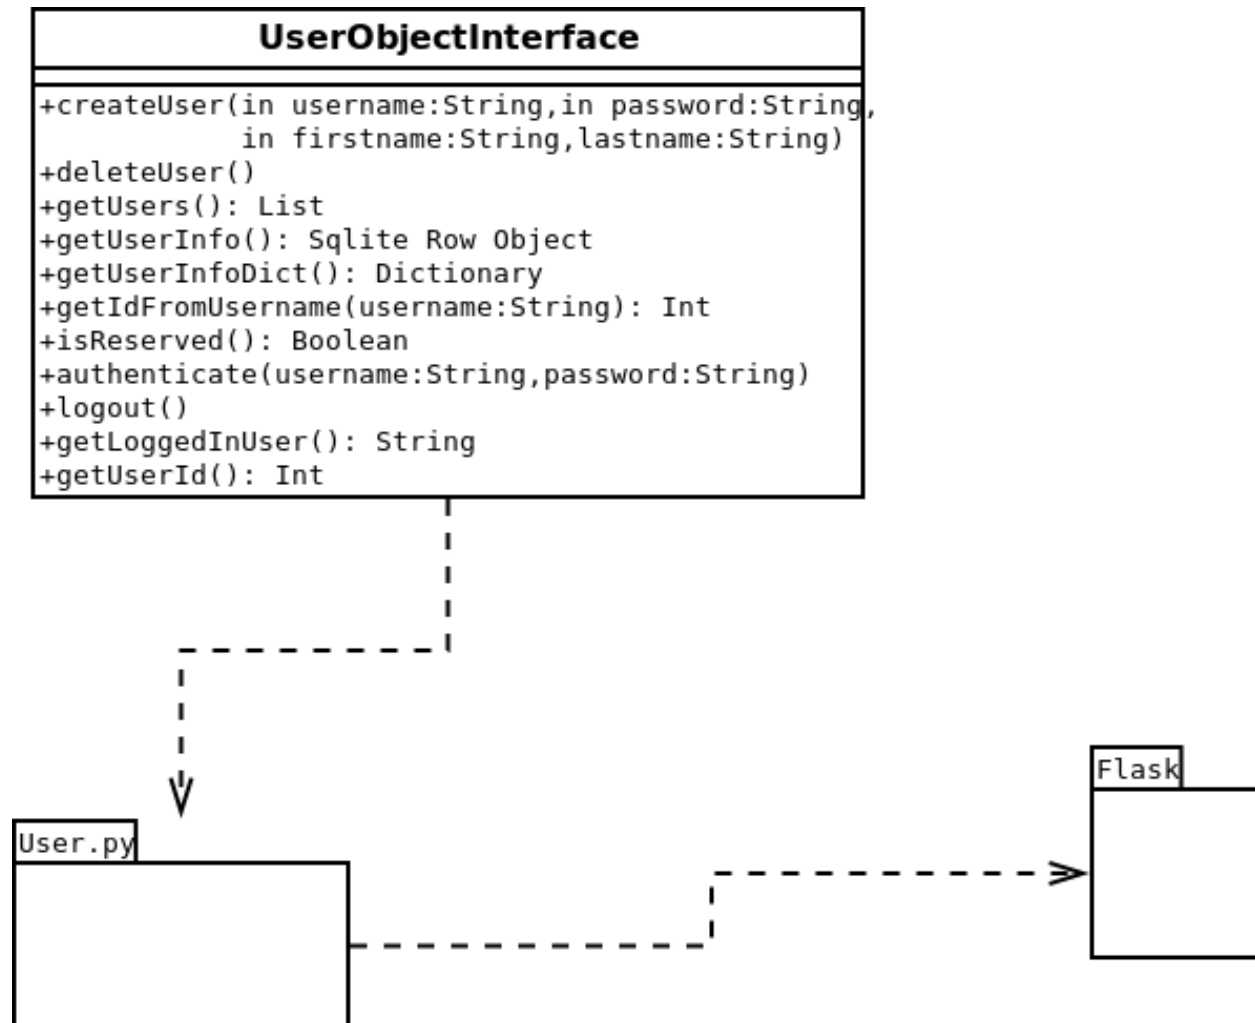 UserObjectInterface
+createUser(in username:String,in password:String,
in firstname:String,lastname:String)
+deleteUser()
+getUsers(): List
+getUserInfo(): Sqlite Row Object
+getUserInfoDict(): Dictionary
+getIdFromUsername(username:String): Int
+isReserved(): Boolean
+authenticate(username:String,password:String)
+logout()
+getLoggedInUser(): String
+getUserId(): Int
Flask
User.py